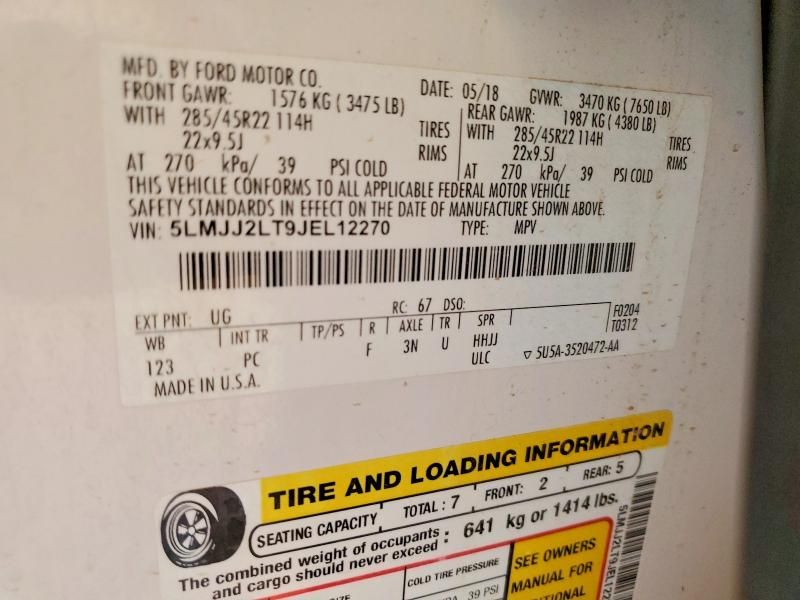 MFD. BY FORD MOTOR CO.
DATE: 05/18 GVWR: 3470 KG (7650 LB)
FRONT GAWR: 1576 KG (3475 LB)
WITH 285/45R22 114H TIRES
22x9.5J RIMS
AT 270 kPa/ 39 PSI COLD
REAR GAWR: 1987 KG (4380 LB)
WITH 285/45R22 114H TIRES
22x9.5J RIMS
AT 270 kPa/ 39 PSI COLD
THIS VEHICLE CONFORMS TO ALL APPLICABLE FEDERAL MOTOR VEHICLE
SAFETY STANDARDS IN EFFECT ON THE DATE OF MANUFACTURE SHOWN ABOVE.
VIN: 5LMJJ2LT9JEL12270 TYPE: MPV
EXT PNT: UG RC: 67 DSO: F0204
WB INT TR TP/PS R AXLE TR SPR T0312
123 PC F 3N U HHJJ
ULC 5U5A-3520472-AA
MADE IN U.S.A.
TIRE AND LOADING INFORMATION
SEATING CAPACITY TOTAL: 7 FRONT: 2 REAR: 5
The combined weight of occupants
and cargo should never exceed : 641 kg or 1414 lbs.
COLD TIRE PRESSURE
39 PSI
SEE OWNERS
MANUAL FOR
ADDITIONAL